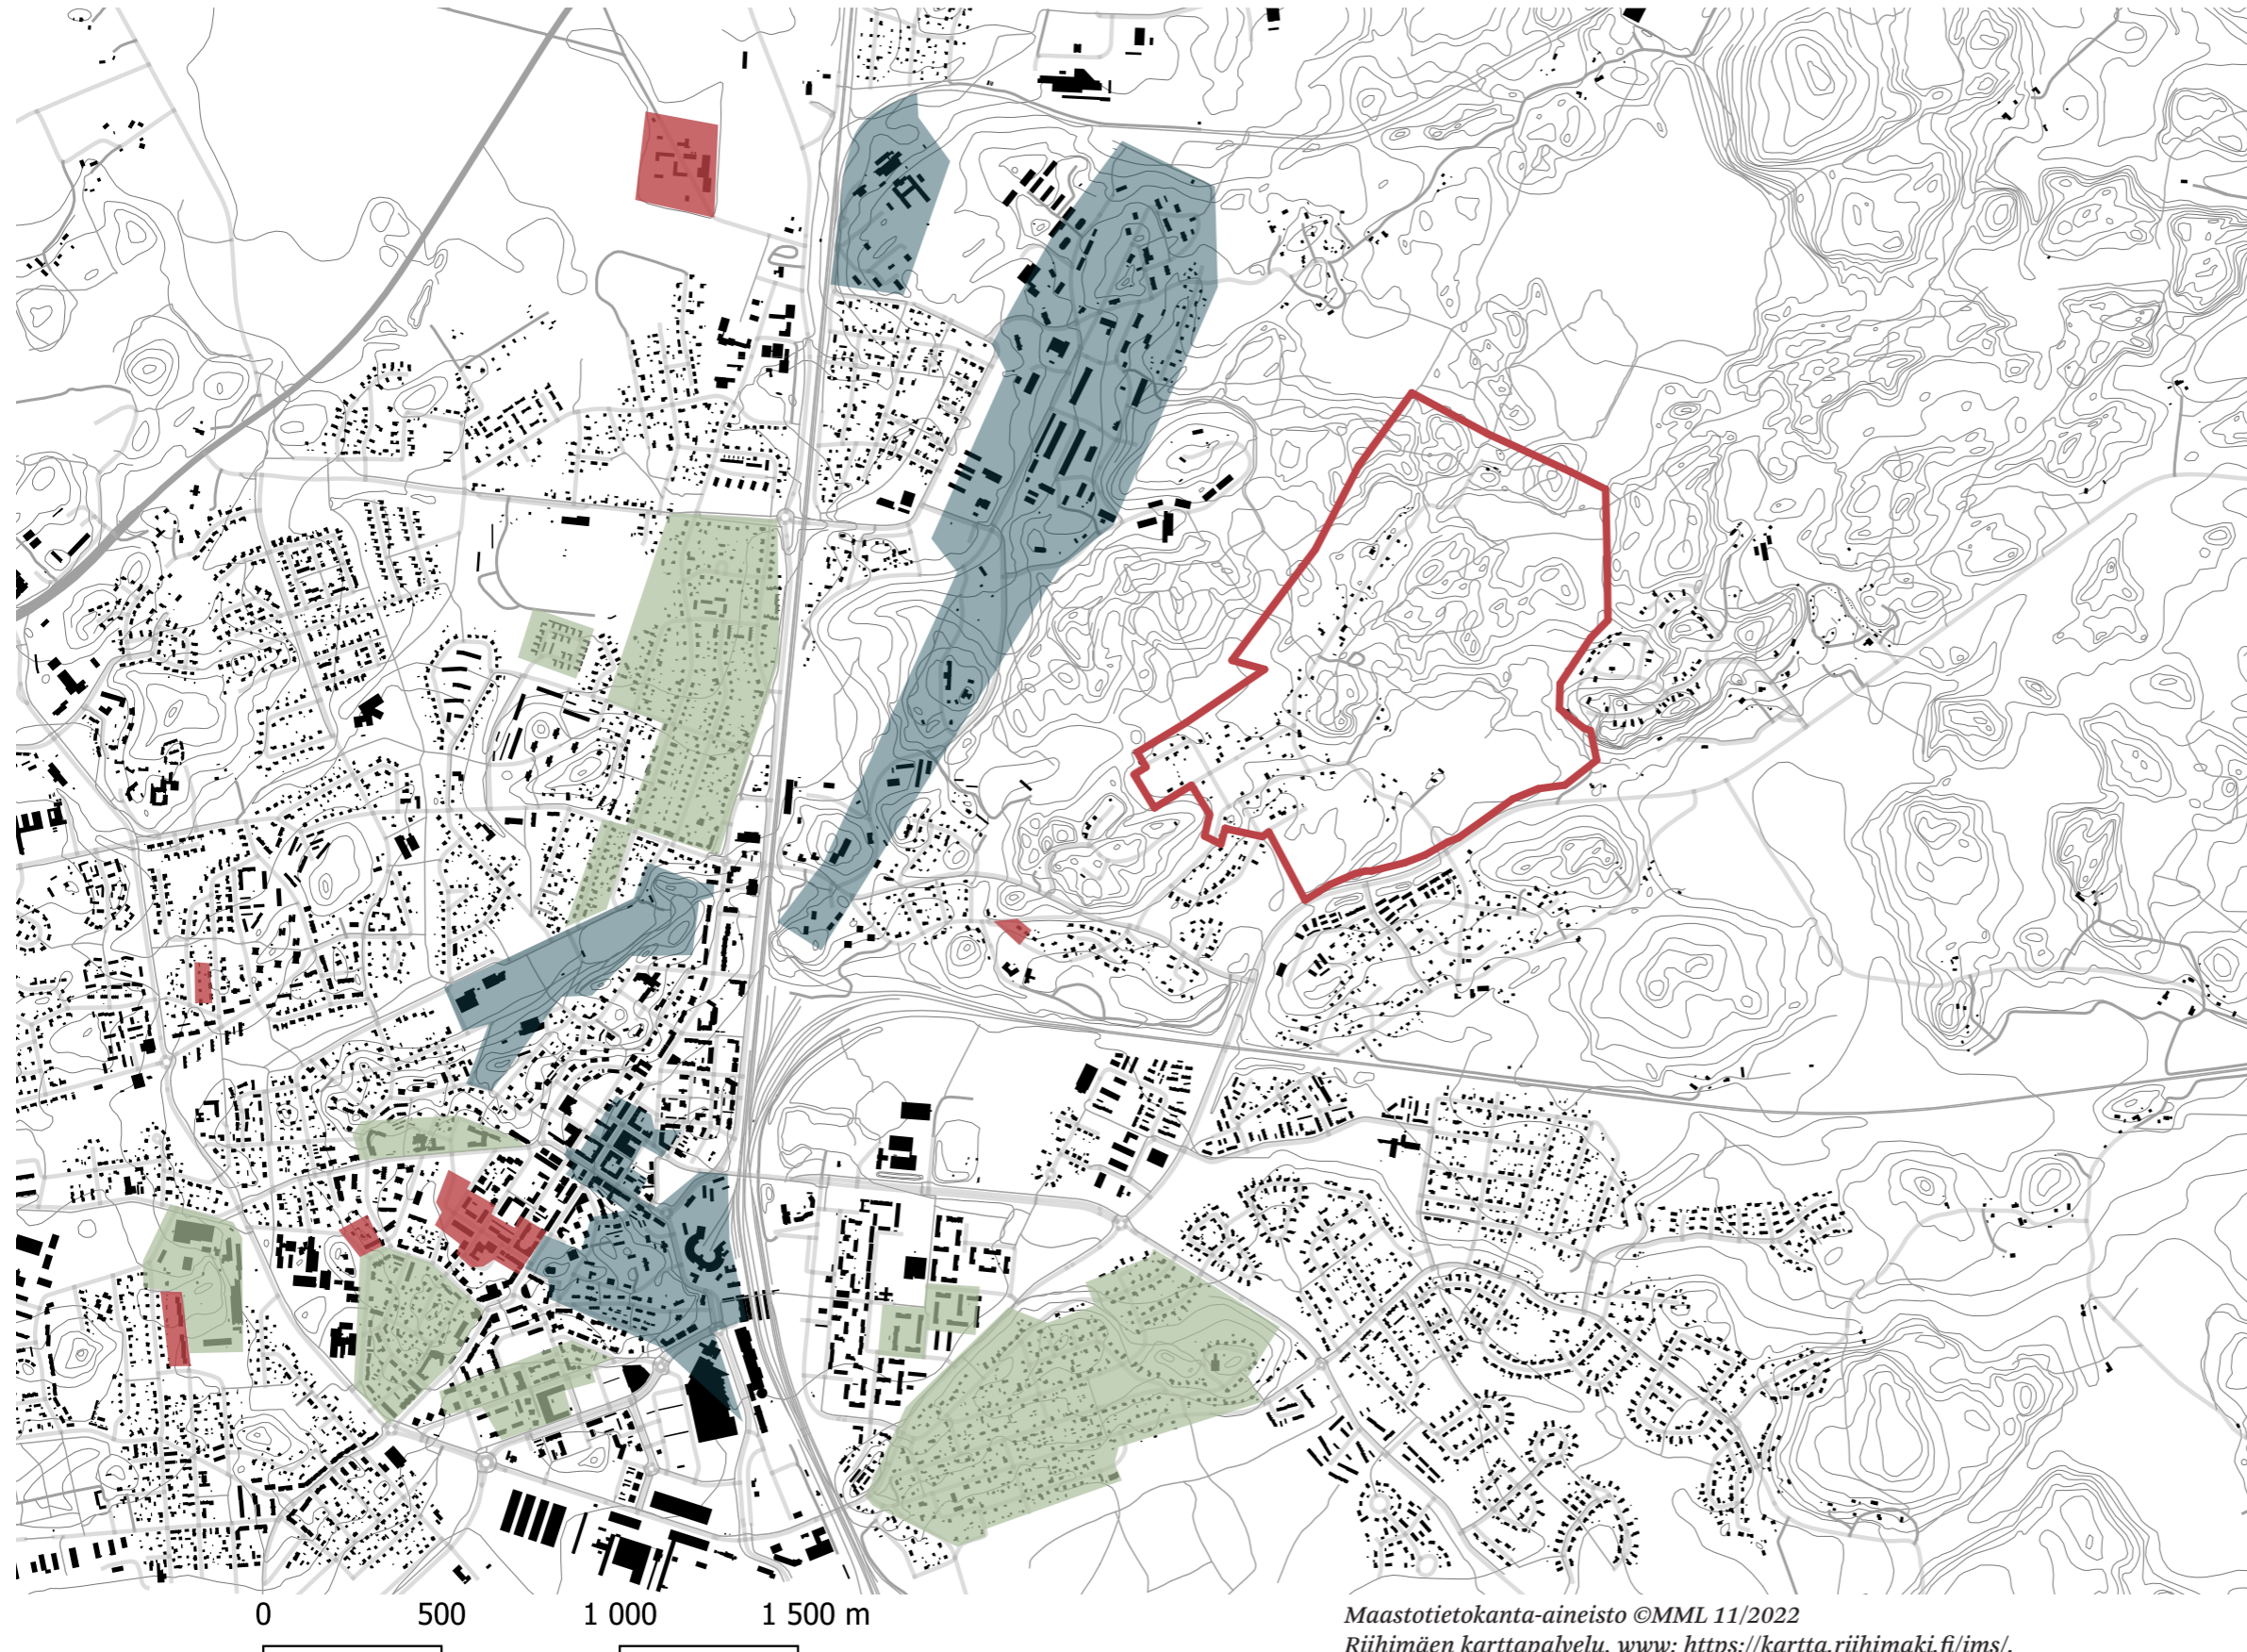 0 500 1 000 1 500 m
Maastotietokanta-aineisto ©MML 11/2022
Riihimäen karttapalvelu, www: https://kartta.riihimaki.fi/ims/.